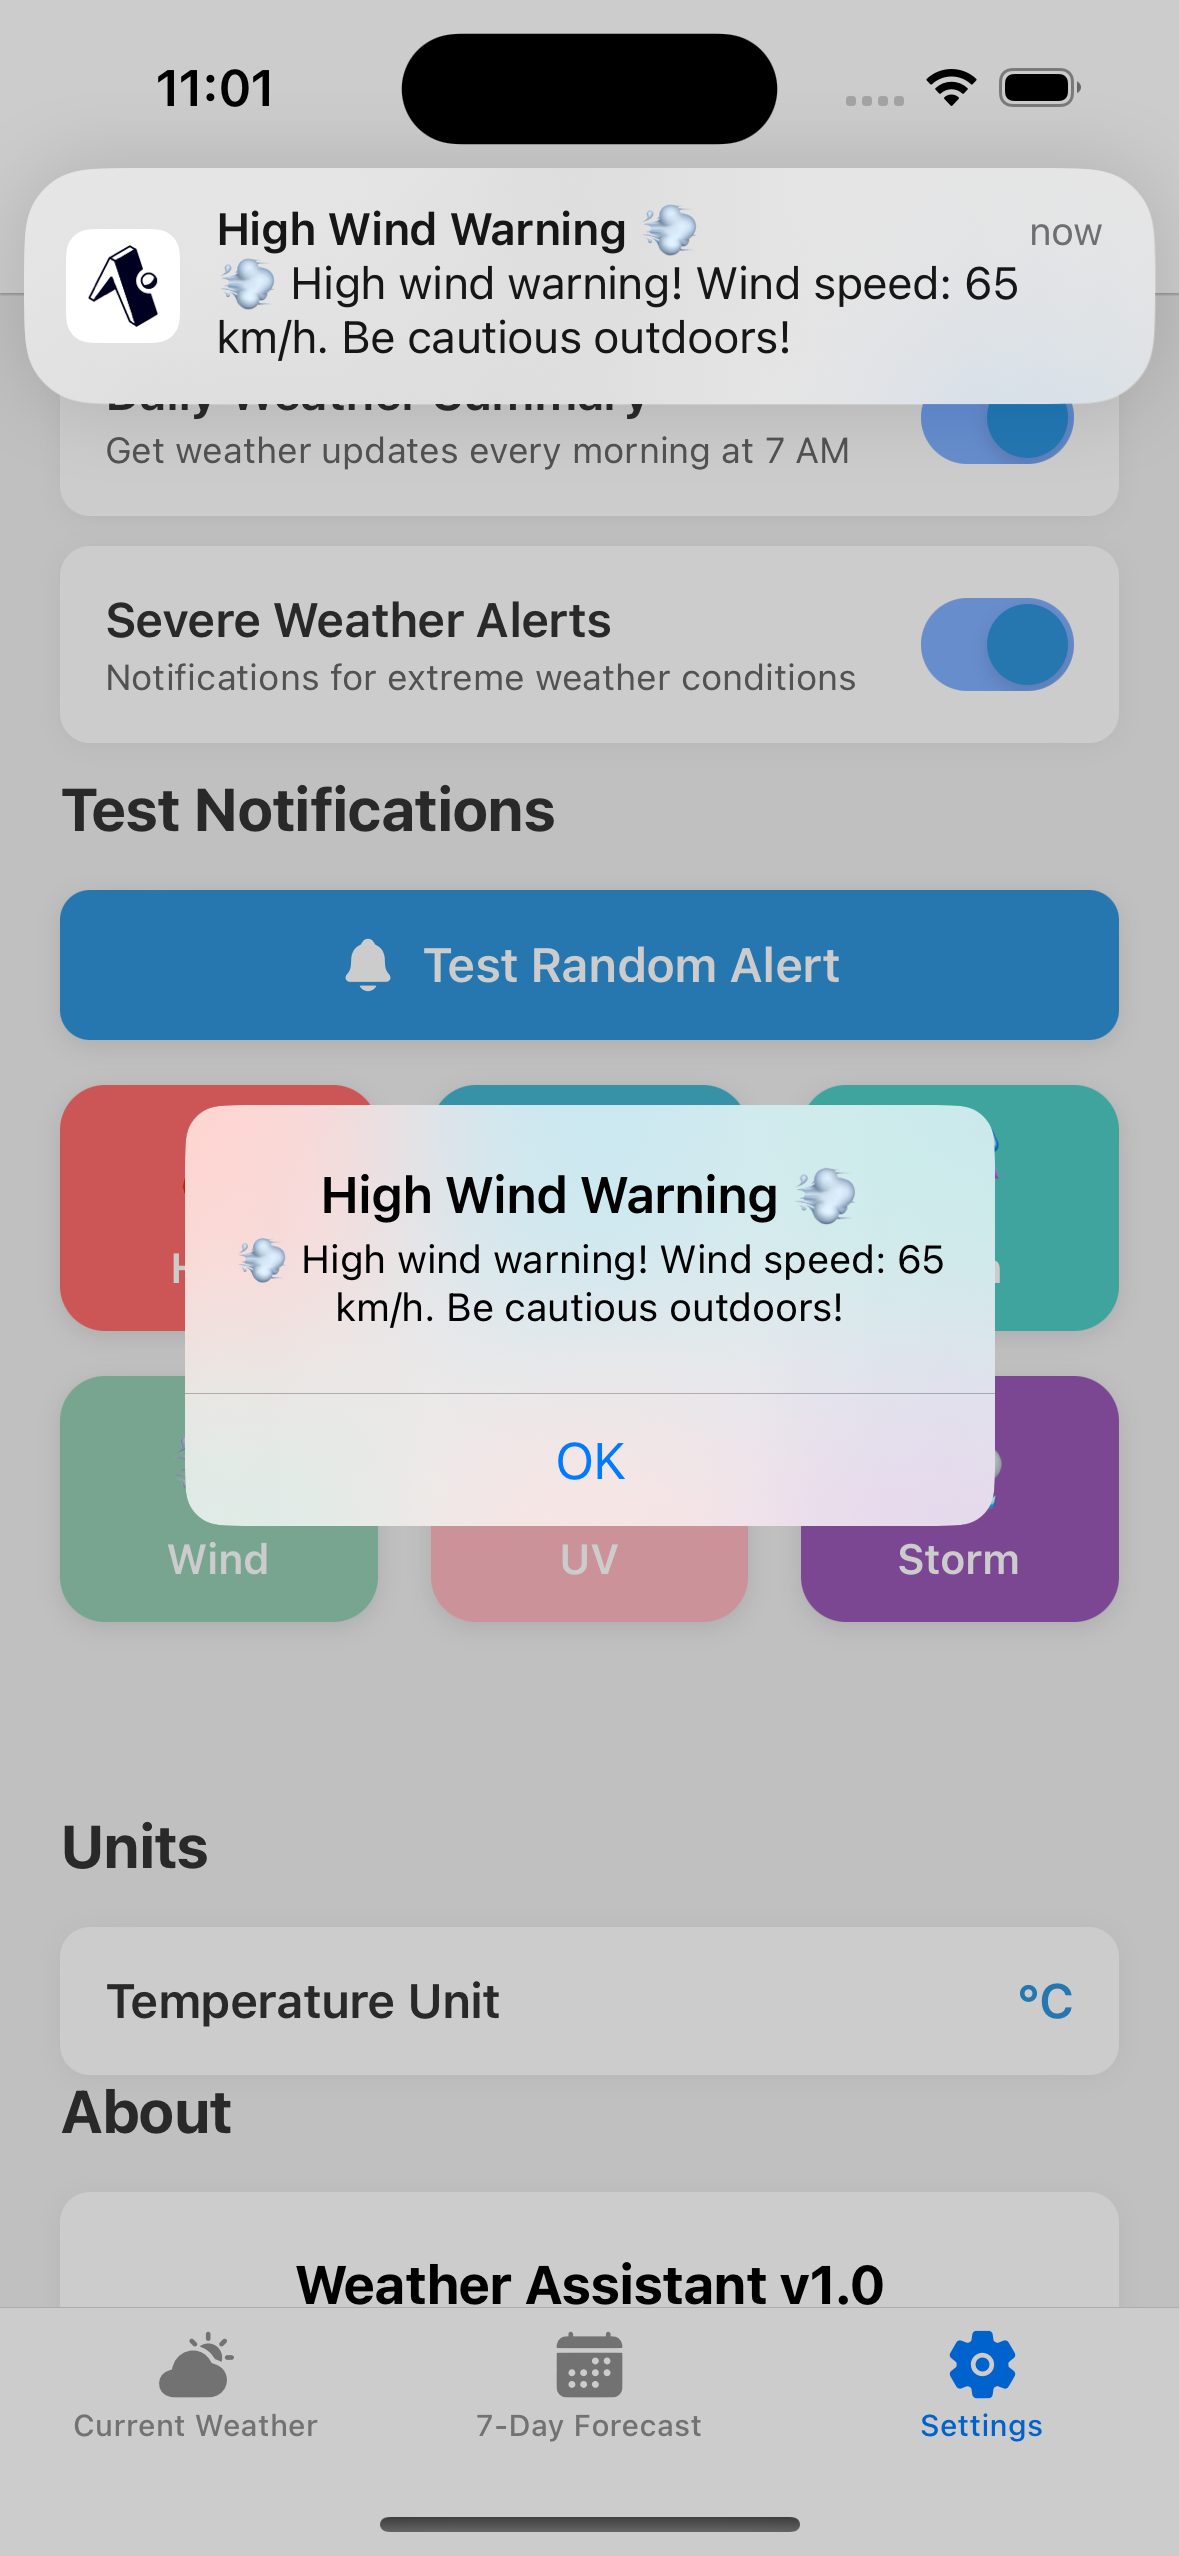 11:01
High Wind Warning 💨
now
💨 High wind warning! Wind speed: 65
km/h. Be cautious outdoors!
Daily Weather Summary
Get weather updates every morning at 7 AM
Severe Weather Alerts
Notifications for extreme weather conditions
Test Notifications
Test Random Alert
High Wind Warning 💨
💨 High wind warning! Wind speed: 65
km/h. Be cautious outdoors!
OK
Wind
UV
Storm
Units
Temperature Unit
°C
About
Weather Assistant v1.0
Current Weather
7-Day Forecast
Settings